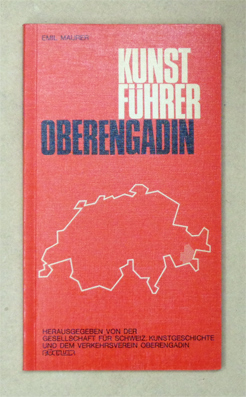 EMIL MAURER
KUNST
FÜHRER
OBERENGADIN
HERAUSGEGEBEN VON DER
GESELLSCHAFT FÜR SCHWEIZ. KUNSTGESCHICHTE
UND DEM VERKEHRSVEREIN OBERENGADIN